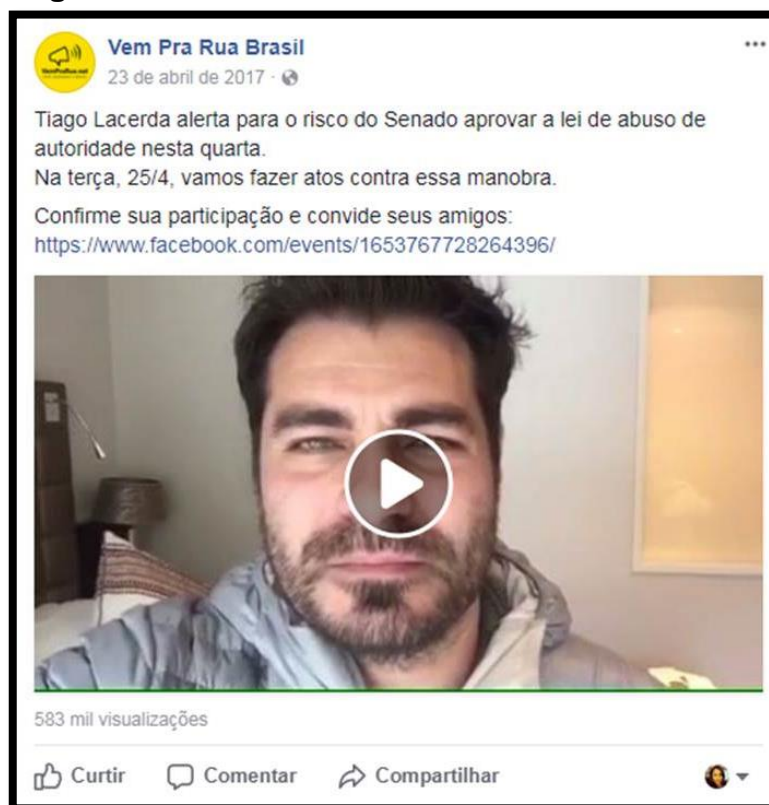 Vem Pra Rua Brasil
23 de abril de 2017 ·
Tiago Lacerda alerta para o risco do Senado aprovar a lei de abuso de
autoridade nesta quarta.
Na terça, 25/4, vamos fazer atos contra essa manobra.
Confirme sua participação e convide seus amigos:
https://www.facebook.com/events/1653767728264396/
583 mil visualizações
Curtir Comentar Compartilhar